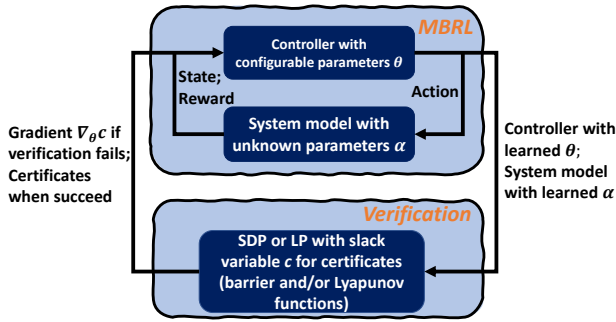 MBRL
Controller with
configurable parameters θ
State;
Reward
Action
System model with
unknown parameters α
Gradient ∇θc if
verification fails;
Certificates
when succeed
Controller with
learned θ;
System model
with learned α
Verification
SDP or LP with slack
variable c for certificates
(barrier and/or Lyapunov
functions)